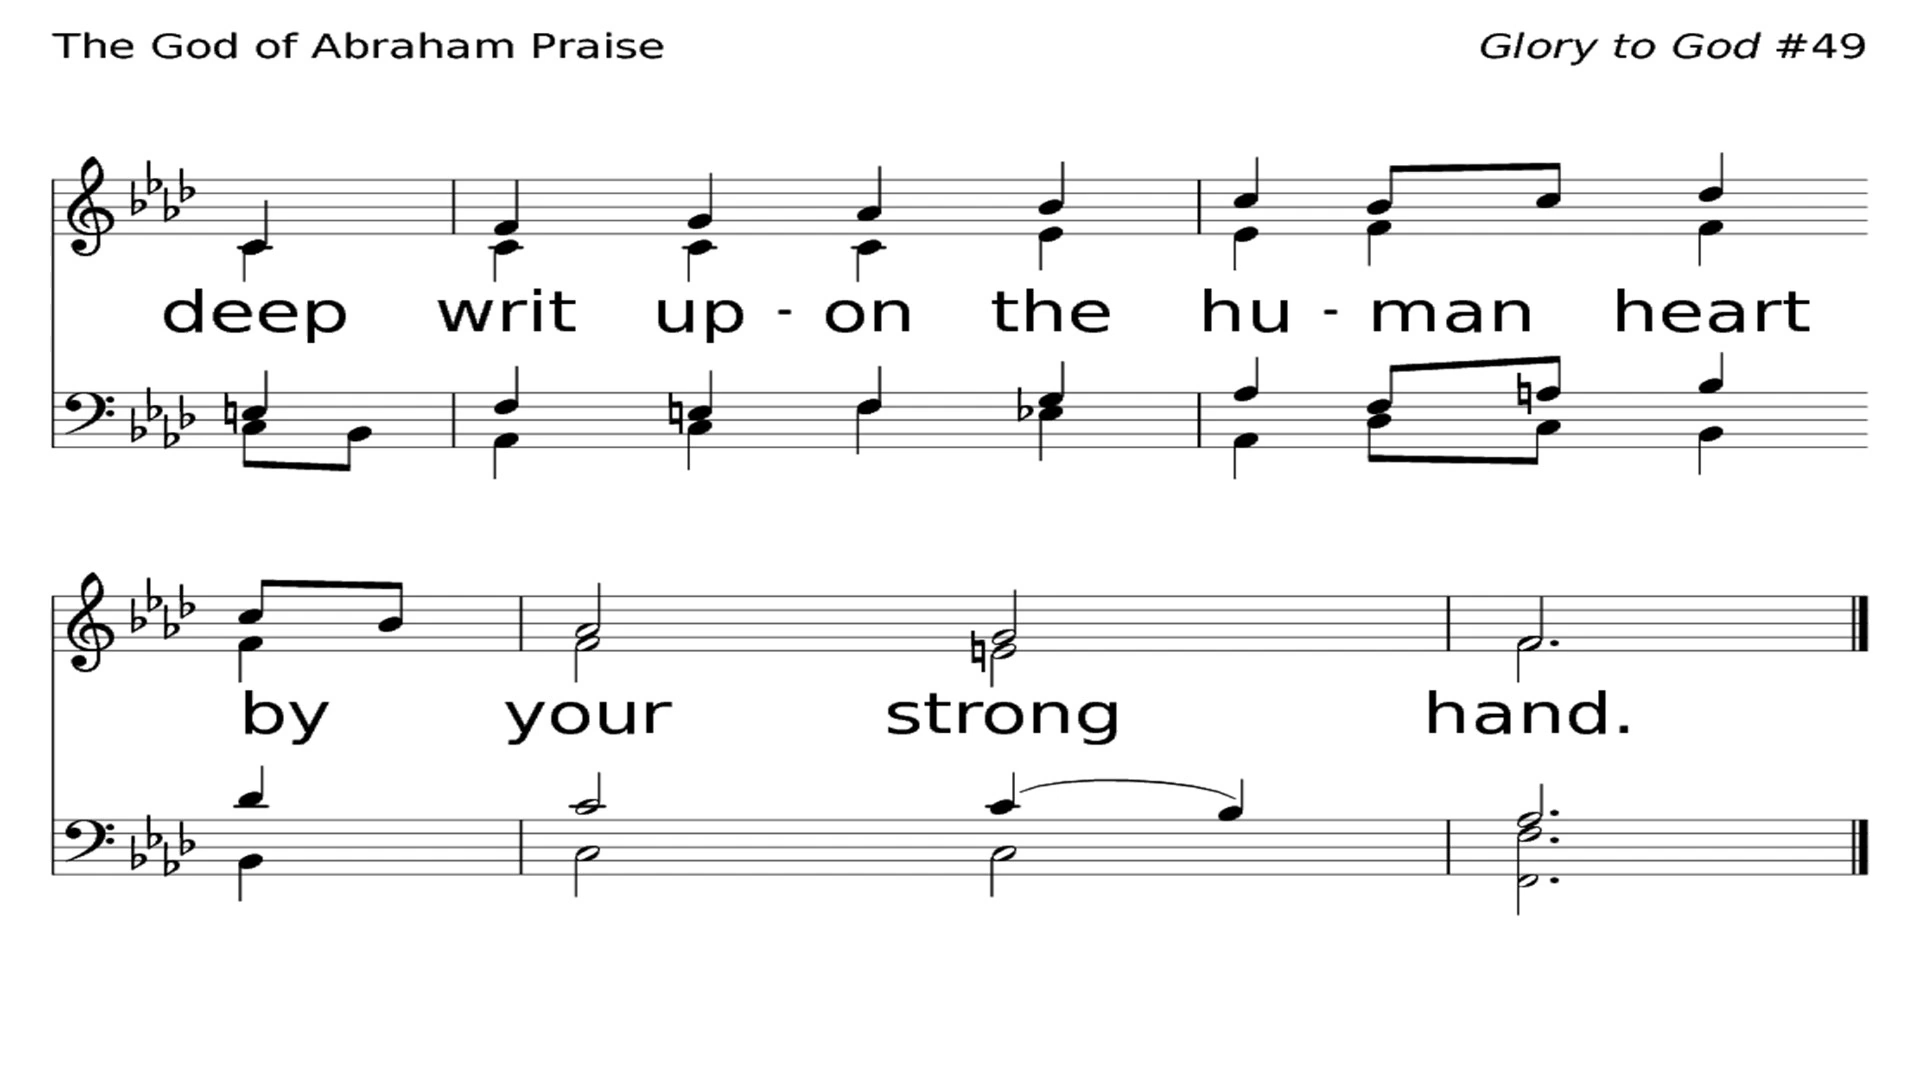 The God of Abraham Praise
Glory to God #49
deep writ up - on the hu - man heart
by your strong hand.